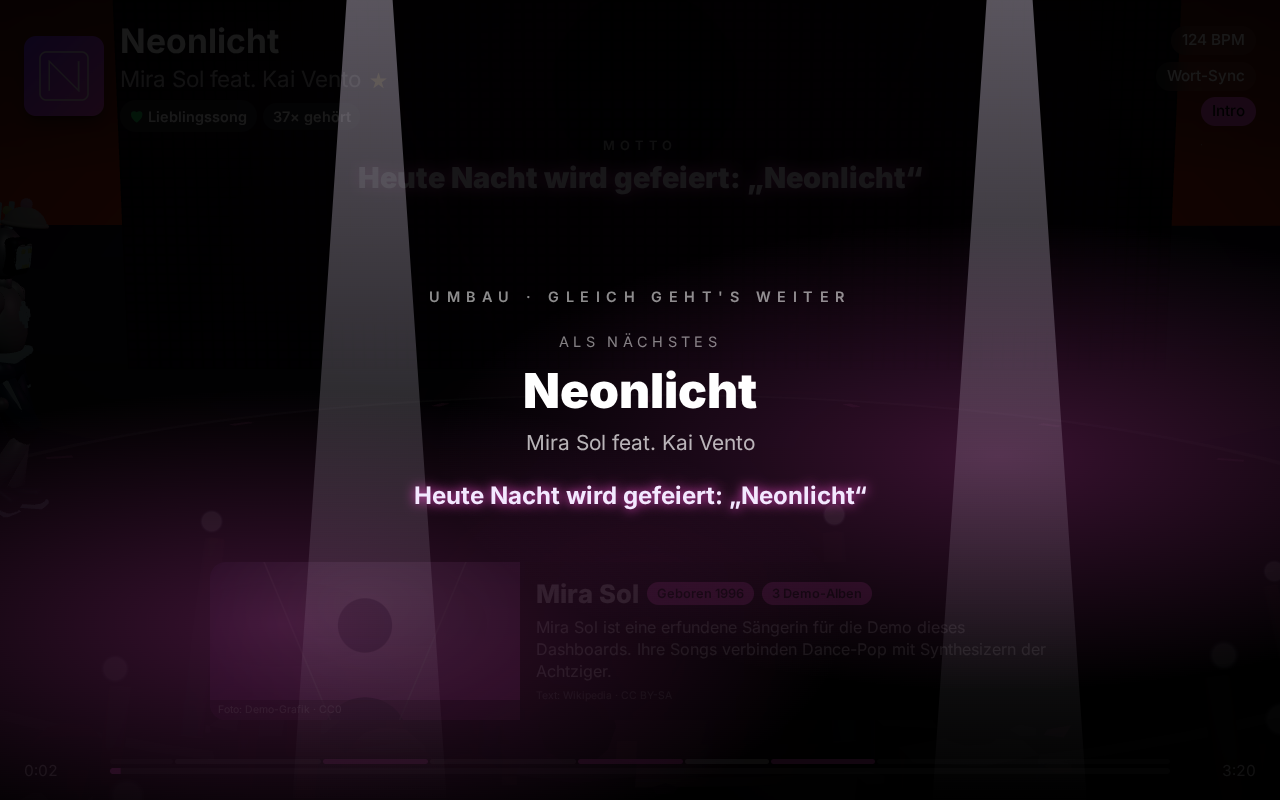 Neonlicht
Mira Sol feat. Kai Vento ★
Lieblingssong 37× gehört
124 BPM
Wort-Sync
Intro
MOTTO
Heute Nacht wird gefeiert: „Neonlicht“
UMBAU · GLEICH GEHT'S WEITER
ALS NÄCHSTES
Neonlicht
Mira Sol feat. Kai Vento
Heute Nacht wird gefeiert: „Neonlicht“
Mira Sol Geboren 1996 3 Demo-Alben
Mira Sol ist eine erfundene Sängerin für die Demo dieses
Dashboards. Ihre Songs verbinden Dance-Pop mit Synthesizern der
Achtziger.
Text: Wikipedia · CC BY-SA
Foto: Demo-Grafik · CC0
0:02
3:20